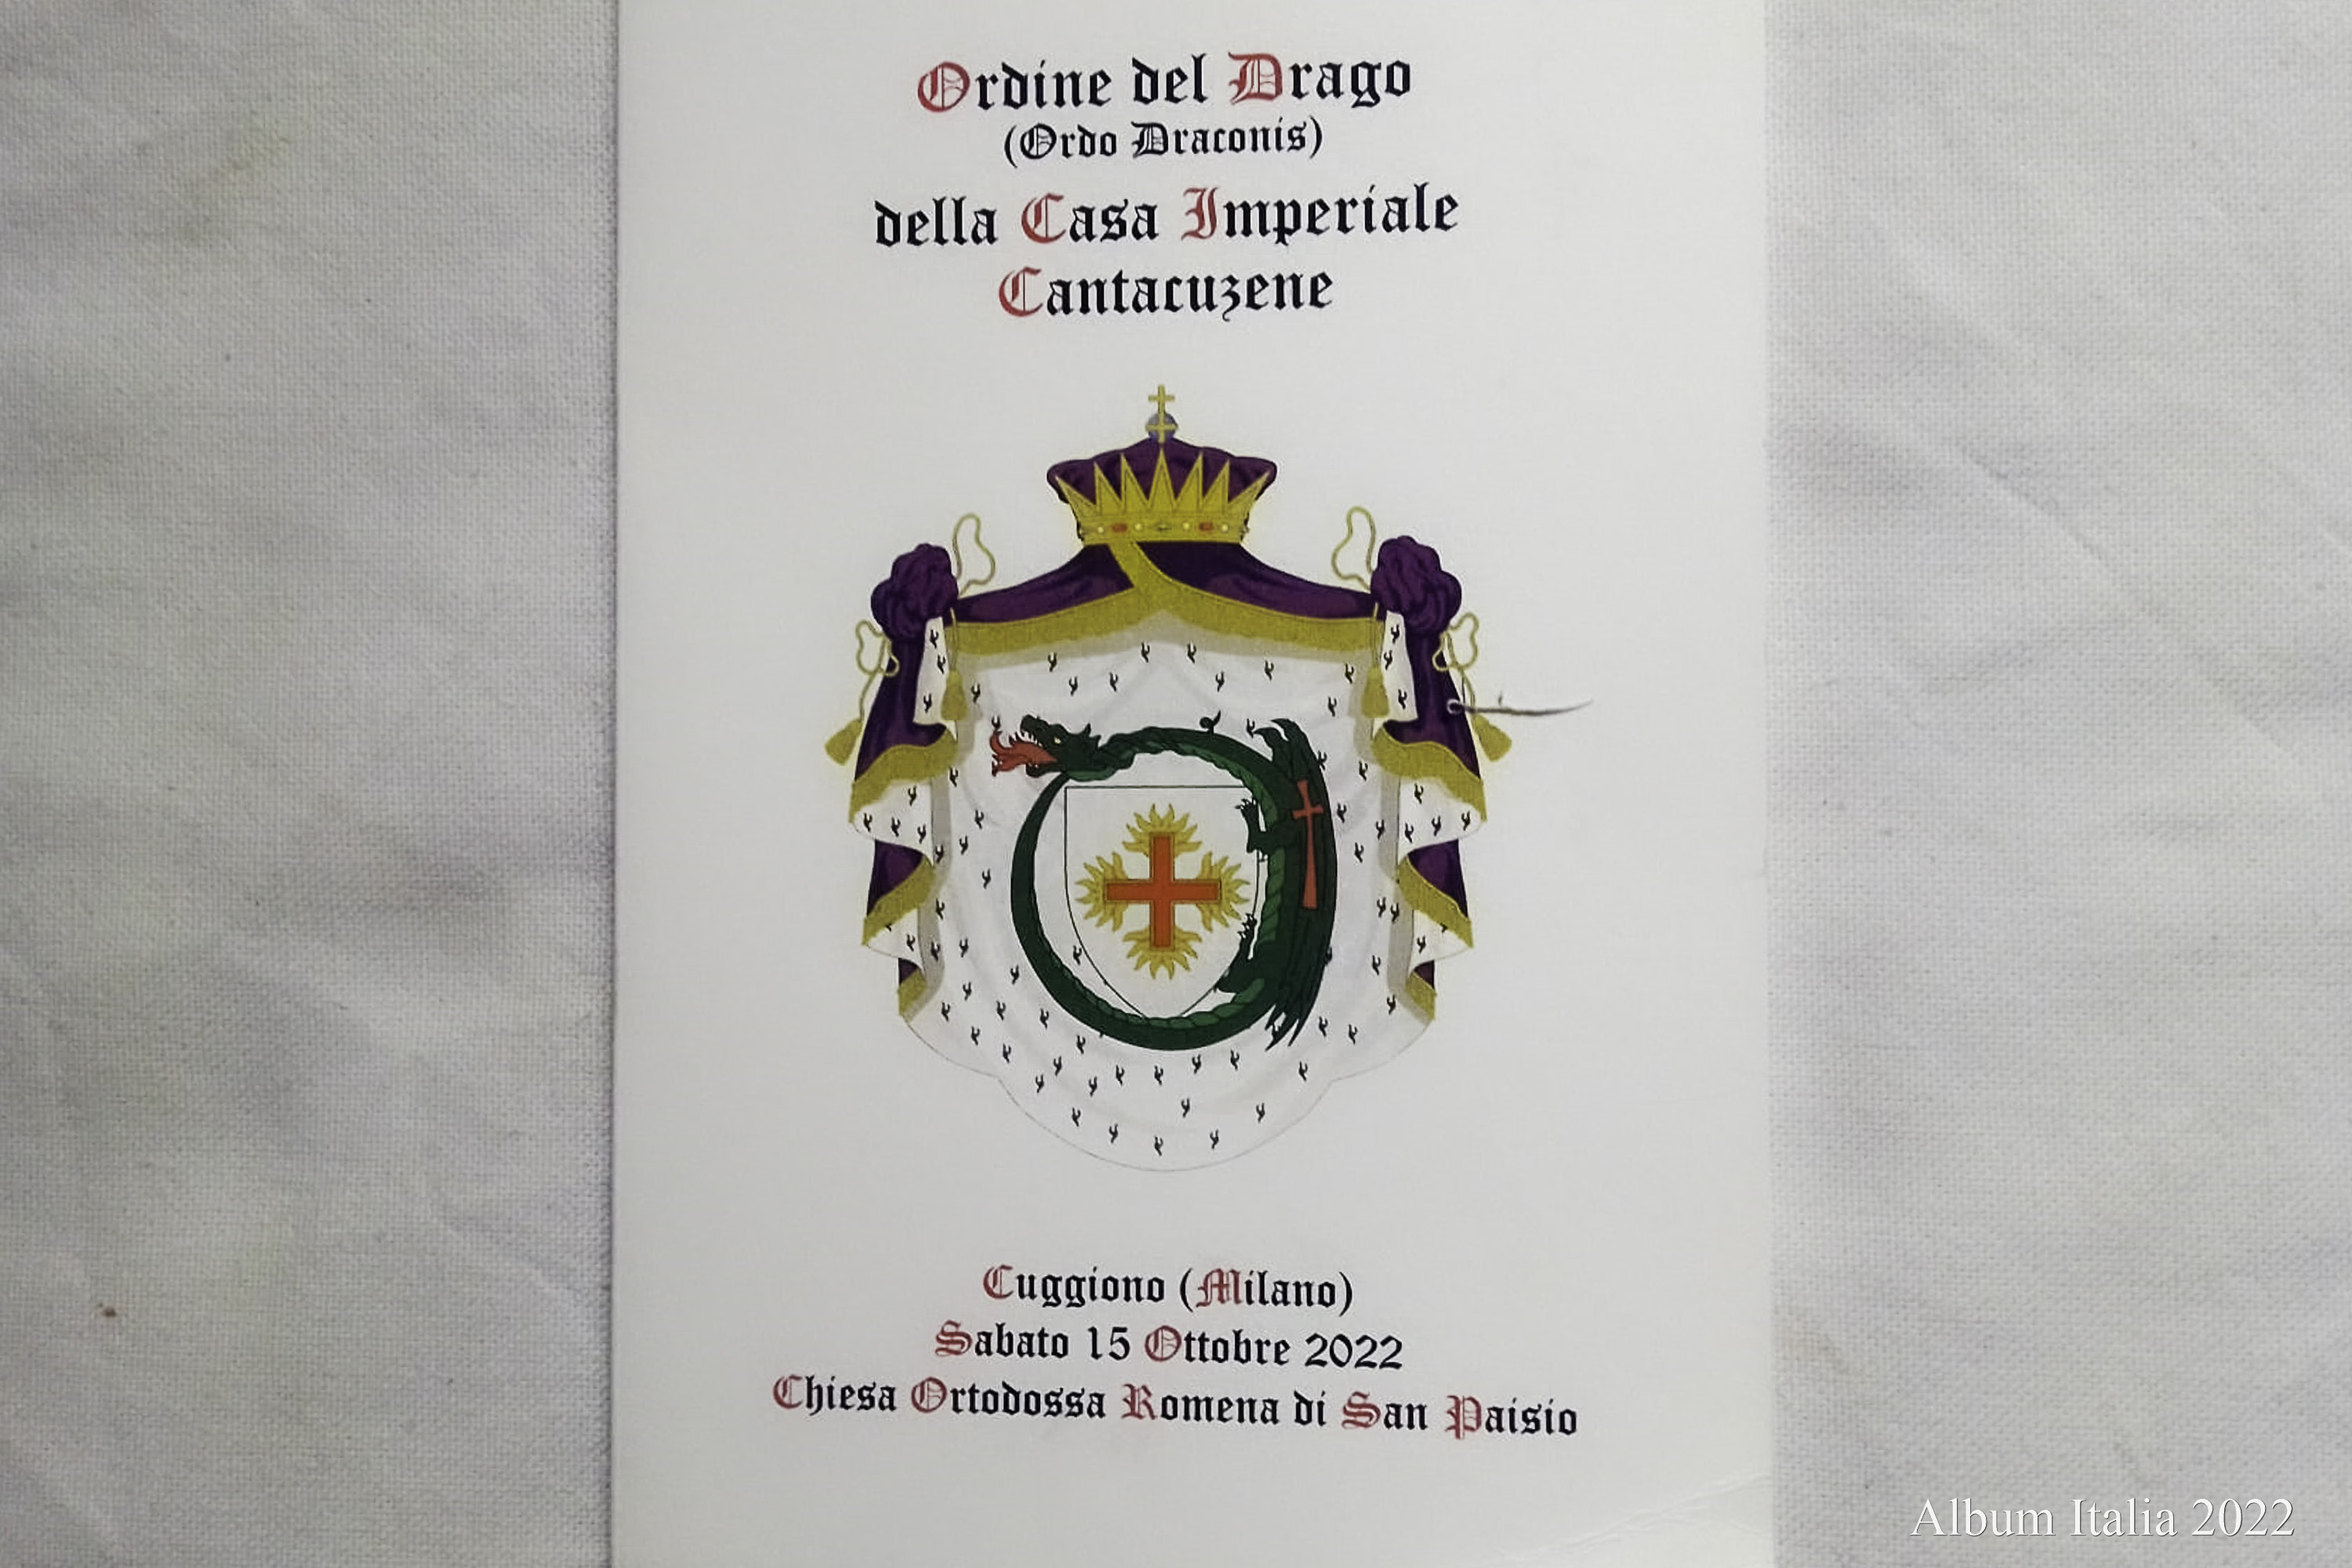 Ordine del Drago
(Ordo Draconis)
della Casa Imperiale
Cantacuzene
Cuggiono (Milano)
Sabato 15 Ottobre 2022
Chiesa Ortodossa Romena di San Paisio
Album Italia 2022